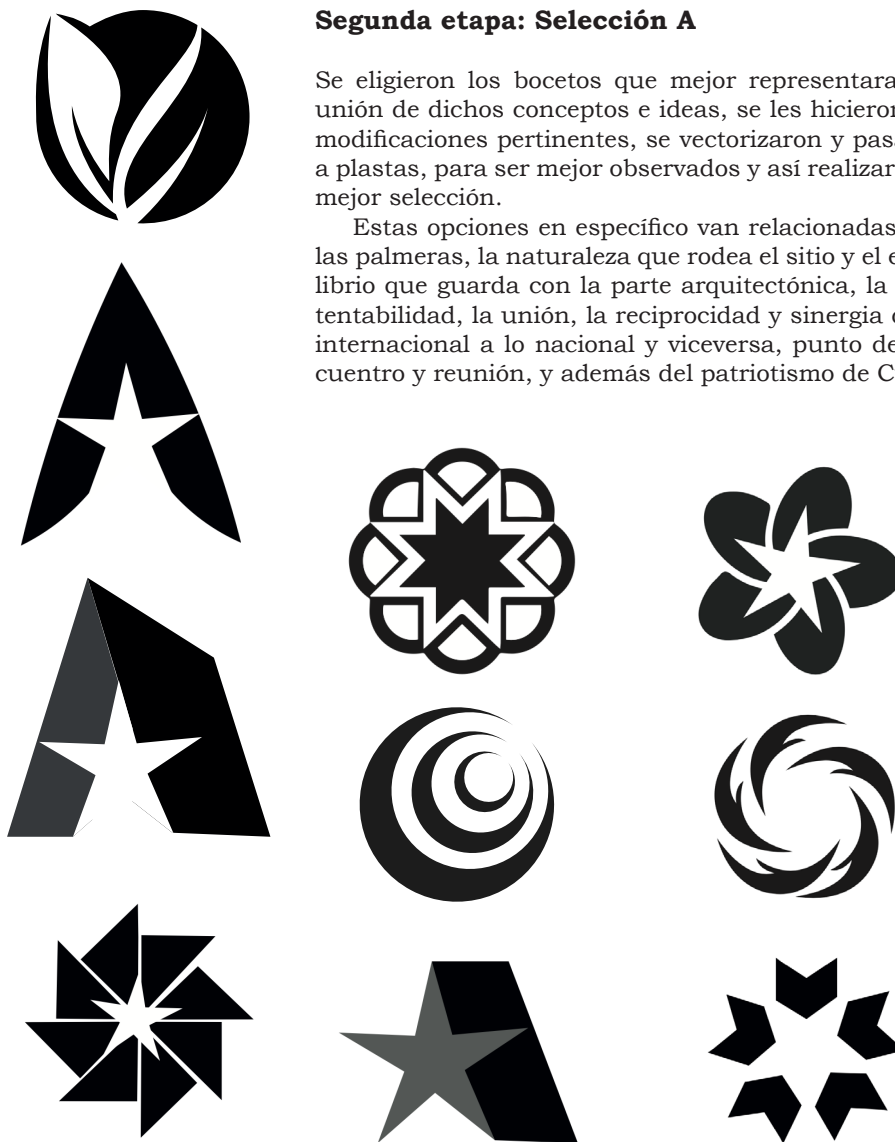 Segunda etapa: Selección A
Se eligieron los bocetos que mejor representara
unión de dichos conceptos e ideas, se les hicieron
modificaciones pertinentes, se vectorizaron y pasa
a plastas, para ser mejor observados y así realizar
mejor selección.
Estas opciones en específico van relacionadas
las palmeras, la naturaleza que rodea el sitio y el e
librio que guarda con la parte arquitectónica, la
tentabilidad, la unión, la reciprocidad y sinergia
internacional a lo nacional y viceversa, punto de
cuentro y reunión, y además del patriotismo de C